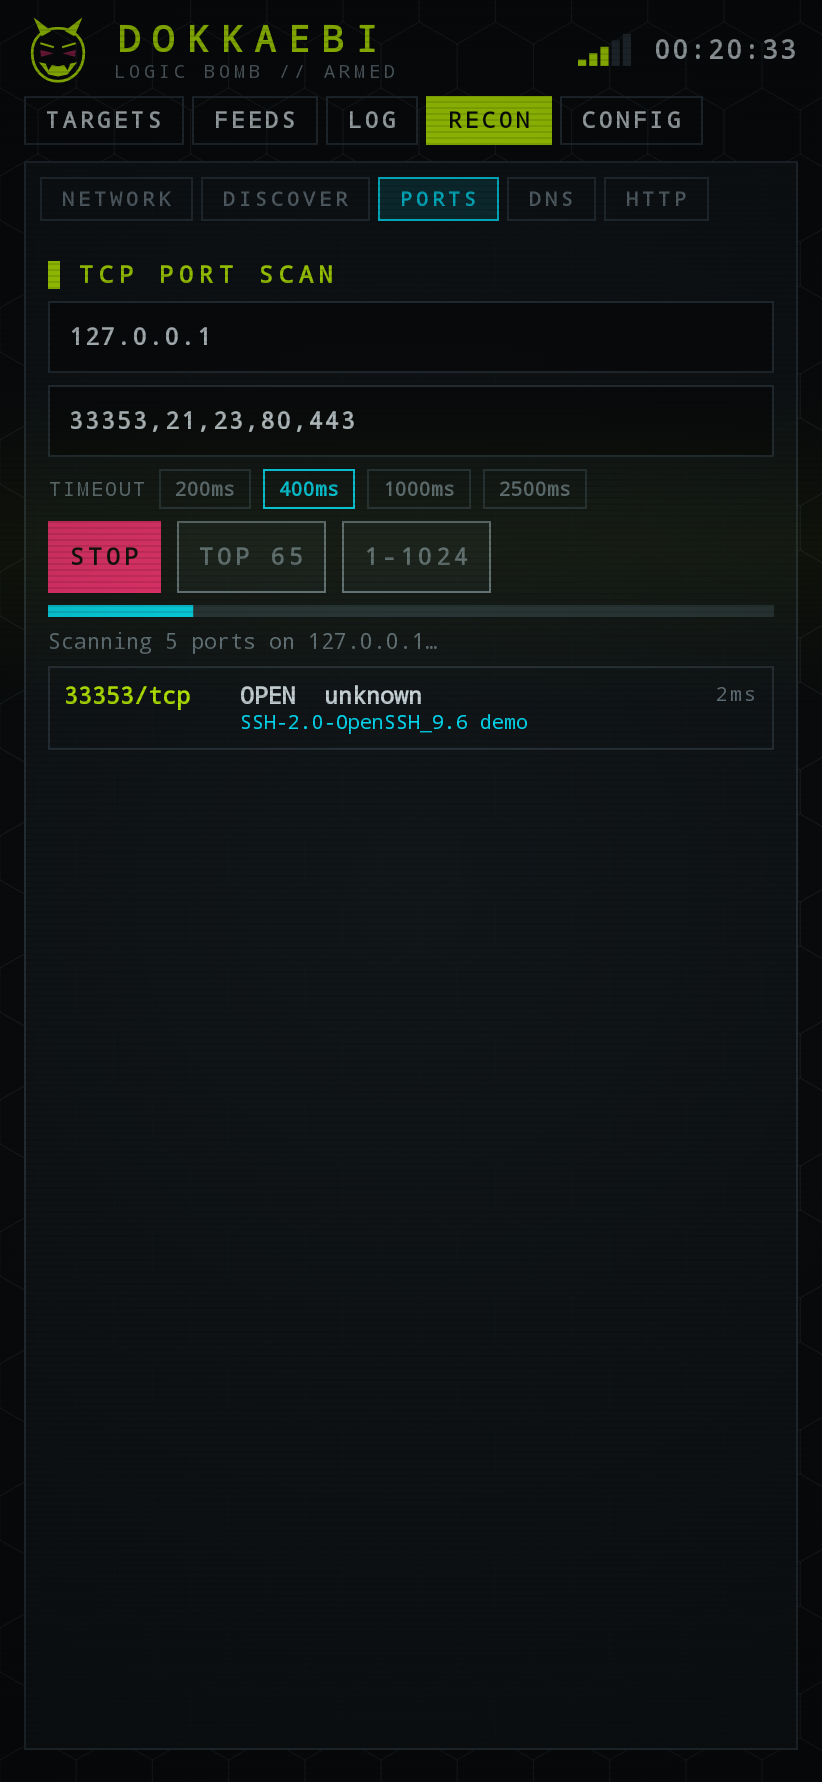 DOKKAEBI
LOGIC BOMB // ARMED
00:20:33
TARGETS FEEDS LOG RECON CONFIG
NETWORK DISCOVER PORTS DNS HTTP
TCP PORT SCAN
127.0.0.1
33353,21,23,80,443
TIMEOUT 200ms 400ms 1000ms 2500ms
STOP TOP 65 1-1024
Scanning 5 ports on 127.0.0.1…
33353/tcp OPEN unknown 2ms
SSH-2.0-OpenSSH_9.6 demo